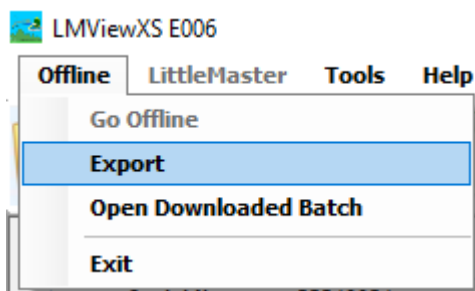 LMViewXS E006
Offline LittleMaster Tools Help
Go Offline
Export
Open Downloaded Batch
Exit